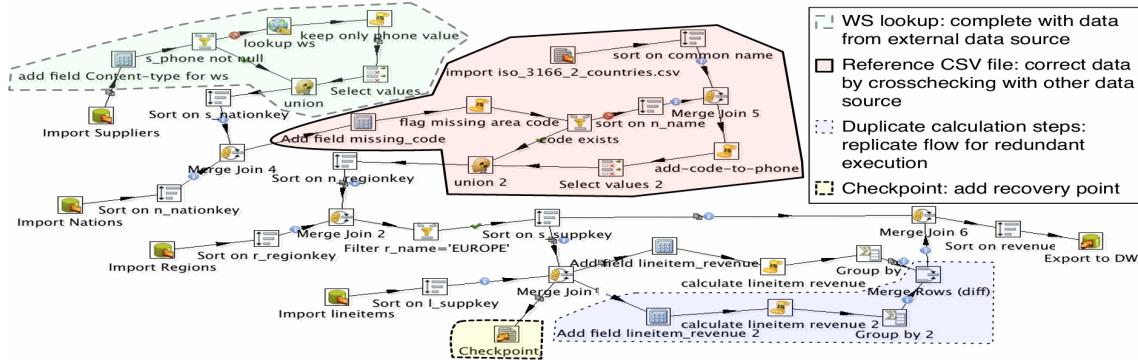 keep only phone value
lookup ws
s_phone not null
add field Content-type for ws
union
Select values
Import Suppliers
Sort on s_nationkey
import iso_3166_2_countries.csv
sort on common name
Merge Join 5
flag missing area code
sort on n_name
Add field missing_code
code exists
add-code-to-phone
union 2
Select values 2
Merge Join 4
Sort on n_regionkey
Import Nations
Sort on n_nationkey
Merge Join 2
Filter r_name='EUROPE'
Sort on s_suppkey
Import Regions
Sort on r_regionkey
Merge Join 6
Sort on revenue
Export to DW
Add field lineitem_revenue
Group by
calculate lineitem revenue
Merge Rows (diff)
Sort on l_suppkey
Merge Join
Import lineitems
calculate lineitem revenue 2
Add field lineitem_revenue 2
Group by 2
Checkpoint
WS lookup: complete with data
from external data source
Reference CSV file: correct data
by crosschecking with other data
source
Duplicate calculation steps:
replicate flow for redundant
execution
Checkpoint: add recovery point